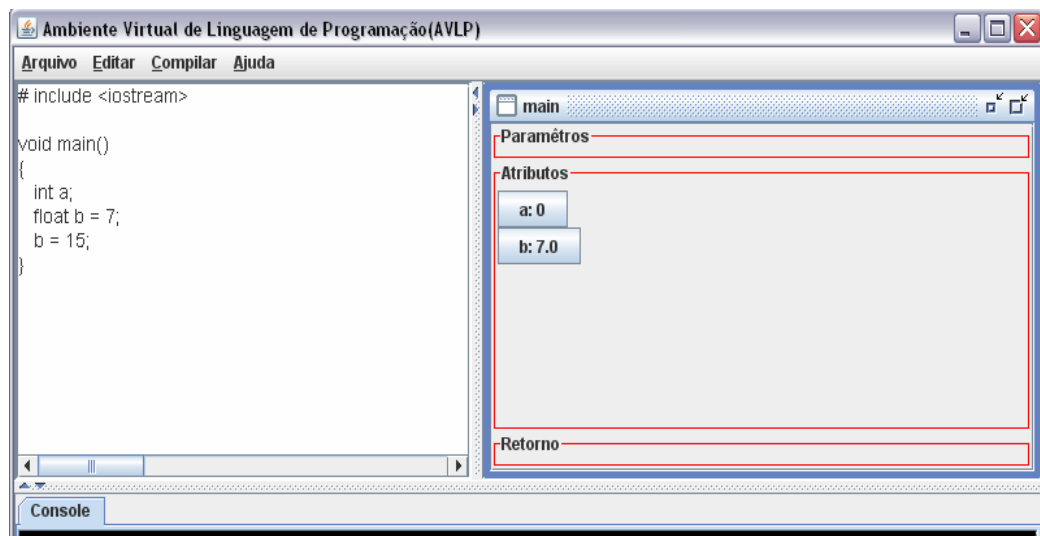 Ambiente Virtual de Linguagem de Programação(AVLP)
Arquivo Editar Compilar Ajuda
# include <iostream>
void main()
{
int a;
float b = 7;
b = 15;
}
main
Paramêtros
Atributos
a: 0
b: 7.0
Retorno
Console